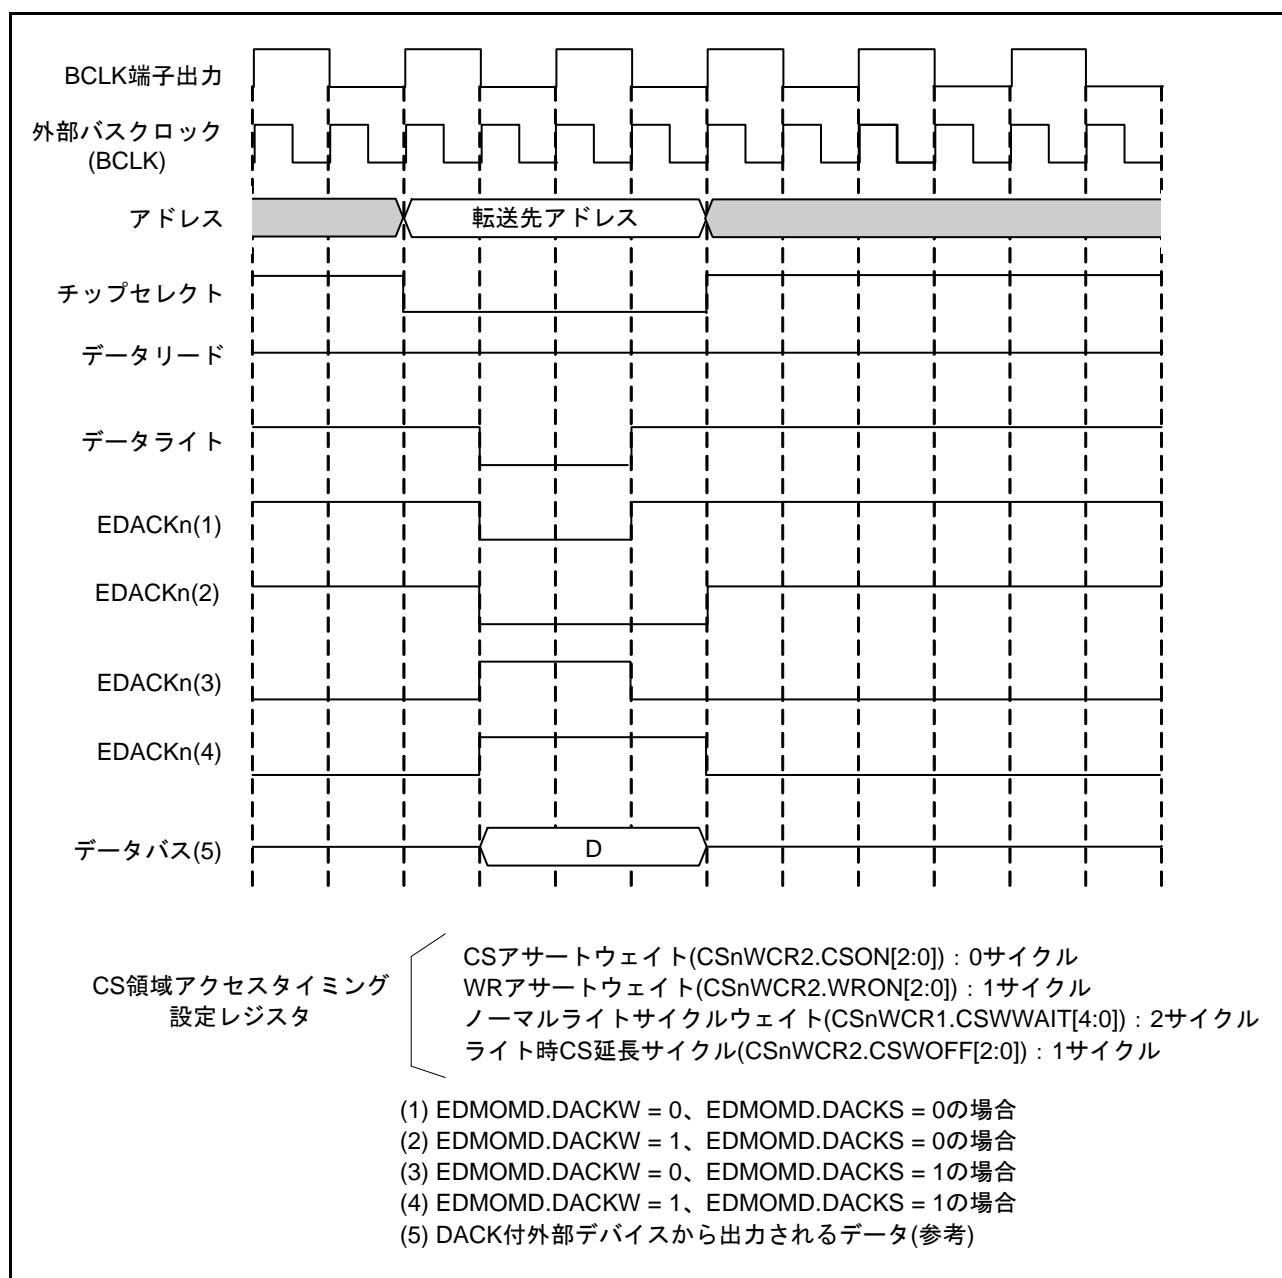 BCLK端子出力
外部バスクロック
(BCLK)
アドレス
転送先アドレス
チップセレクト
データリード
データライト
EDACKn(1)
EDACKn(2)
EDACKn(3)
EDACKn(4)
データバス(5)
D
CS領域アクセスタイミング
設定レジスタ
CSアサートウェイト(CSnWCR2.CSON[2:0])：0サイクル
WRアサートウェイト(CSnWCR2.WRON[2:0])：1サイクル
ノーマルライトサイクルウェイト(CSnWCR1.CSWWAIT[4:0])：2サイクル
ライト時CS延長サイクル(CSnWCR2.CSWOFF[2:0])：1サイクル
(1) EDMOMD.DACKW = 0、EDMOMD.DACKS = 0の場合
(2) EDMOMD.DACKW = 1、EDMOMD.DACKS = 0の場合
(3) EDMOMD.DACKW = 0、EDMOMD.DACKS = 1の場合
(4) EDMOMD.DACKW = 1、EDMOMD.DACKS = 1の場合
(5) DACK付外部デバイスから出力されるデータ(参考)